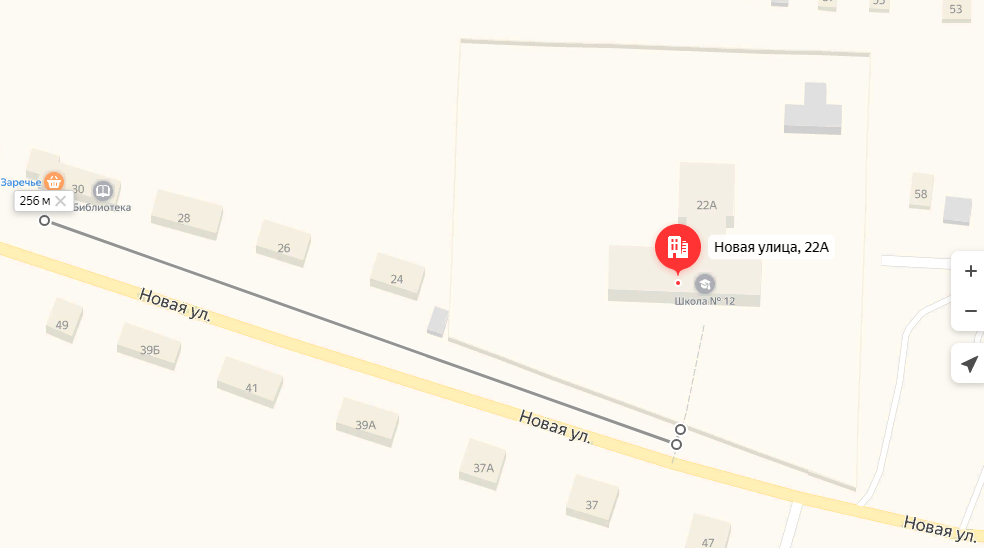 53
Заречье
30
256 м
Библиотека
28
26
24
22А
58
Новая улица, 22А
Школа № 12
Новая ул.
49
39Б
41
39А
Новая ул.
37А
37
47
Новая ул.